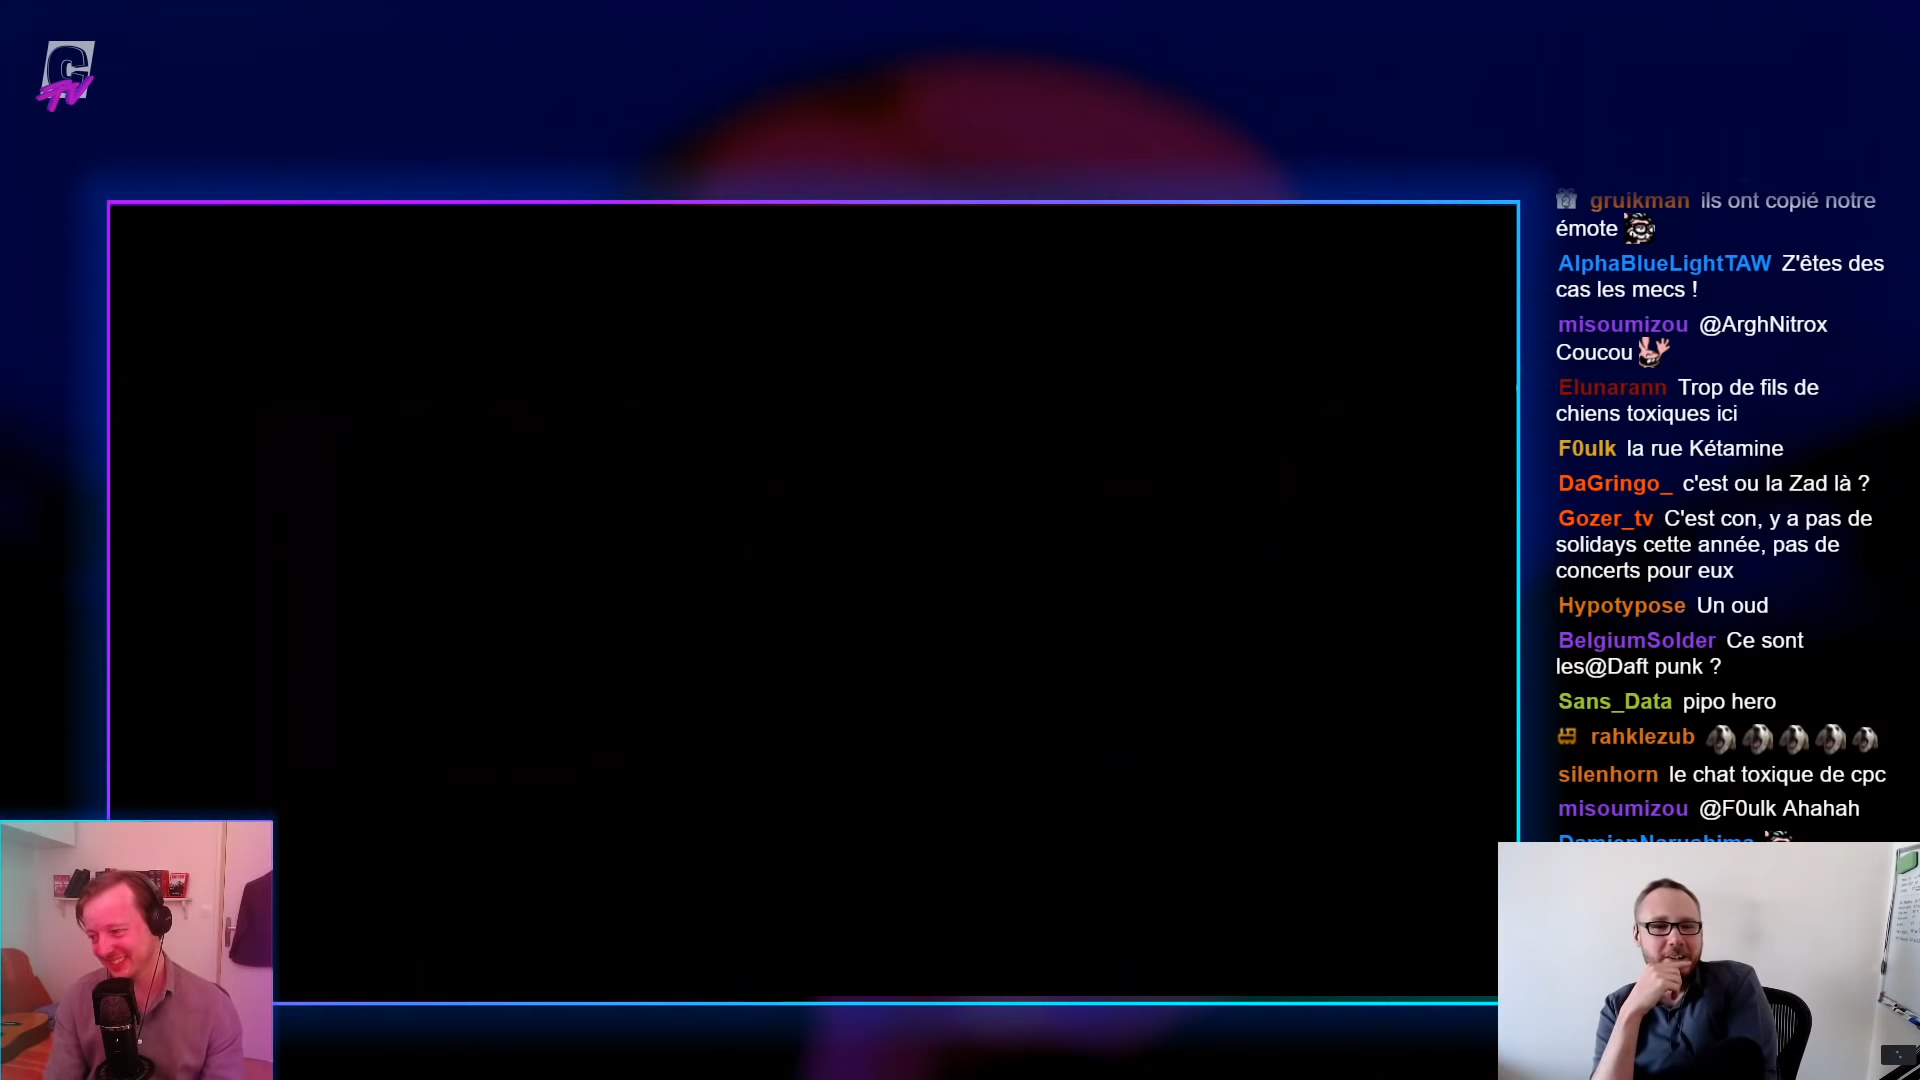 C
TV
gruikman ils ont copié notre
émote
AlphaBlueLightTAW Z'êtes des
cas les mecs !
misoumizou @ArghNitrox
Coucou
Elunarann Trop de fils de
chiens toxiques ici
F0ulk la rue Kétamine
DaGringo_ c'est ou la Zad là ?
Gozer_tv C'est con, y a pas de
solidays cette année, pas de
concerts pour eux
Hypotypose Un oud
BelgiumSolder Ce sont
les@Daft punk ?
Sans_Data pipo hero
rahklezub
silenhorn le chat toxique de cpc
misoumizou @F0ulk Ahahah